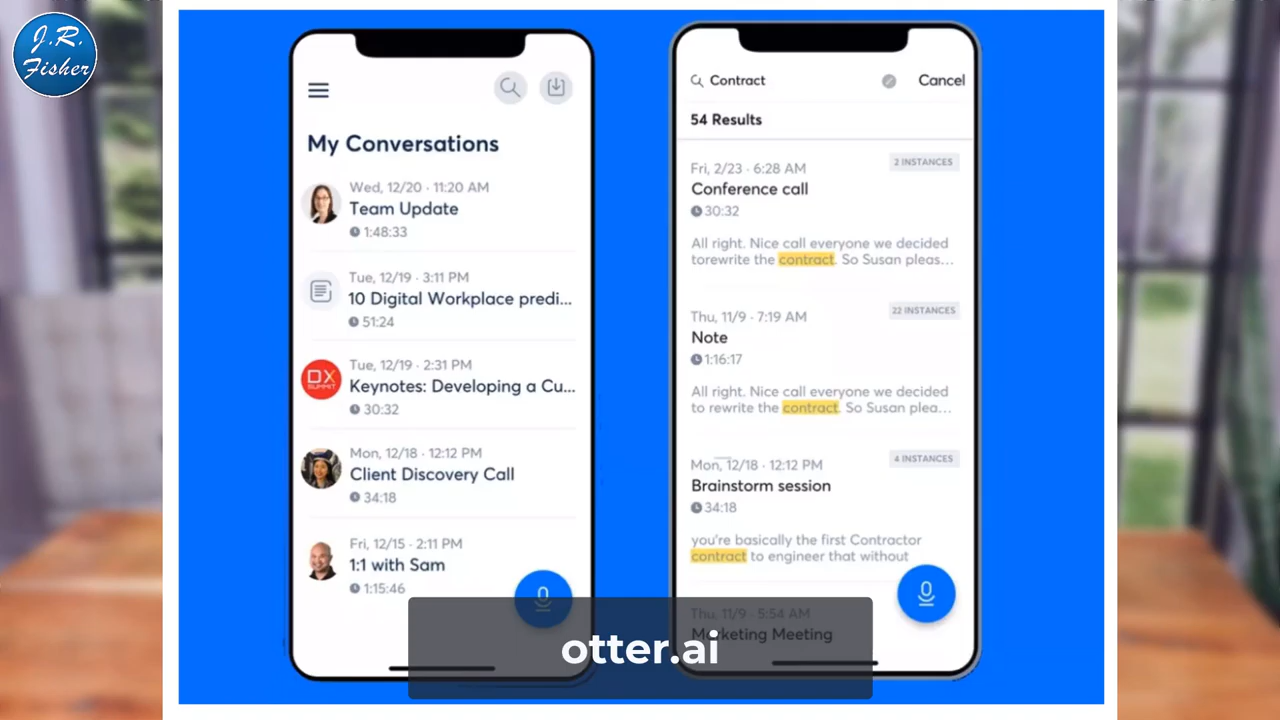 J.R.
Fisher
My Conversations
Wed, 12/20 · 11:20 AM
Team Update
1:48:33
Tue, 12/19 · 3:11 PM
10 Digital Workplace predi...
51:24
DX
SUMMIT
Tue, 12/19 · 2:31 PM
Keynotes: Developing a Cu...
30:32
Mon, 12/18 · 12:12 PM
Client Discovery Call
34:18
Fri, 12/15 · 2:11 PM
1:1 with Sam
1:15:46
Contract
Cancel
54 Results
Fri, 2/23 · 6:28 AM
2 INSTANCES
Conference call
30:32
All right. Nice call everyone we decided
torewrite the contract. So Susan pleas...
Thu, 11/9 · 7:19 AM
22 INSTANCES
Note
1:16:17
All right. Nice call everyone we decided
to rewrite the contract. So Susan plea...
Mon, 12/18 · 12:12 PM
4 INSTANCES
Brainstorm session
34:18
you're basically the first Contractor
contract to engineer that without
Thu, 11/9 · 5:54 AM
Marketing Meeting
otter.ai